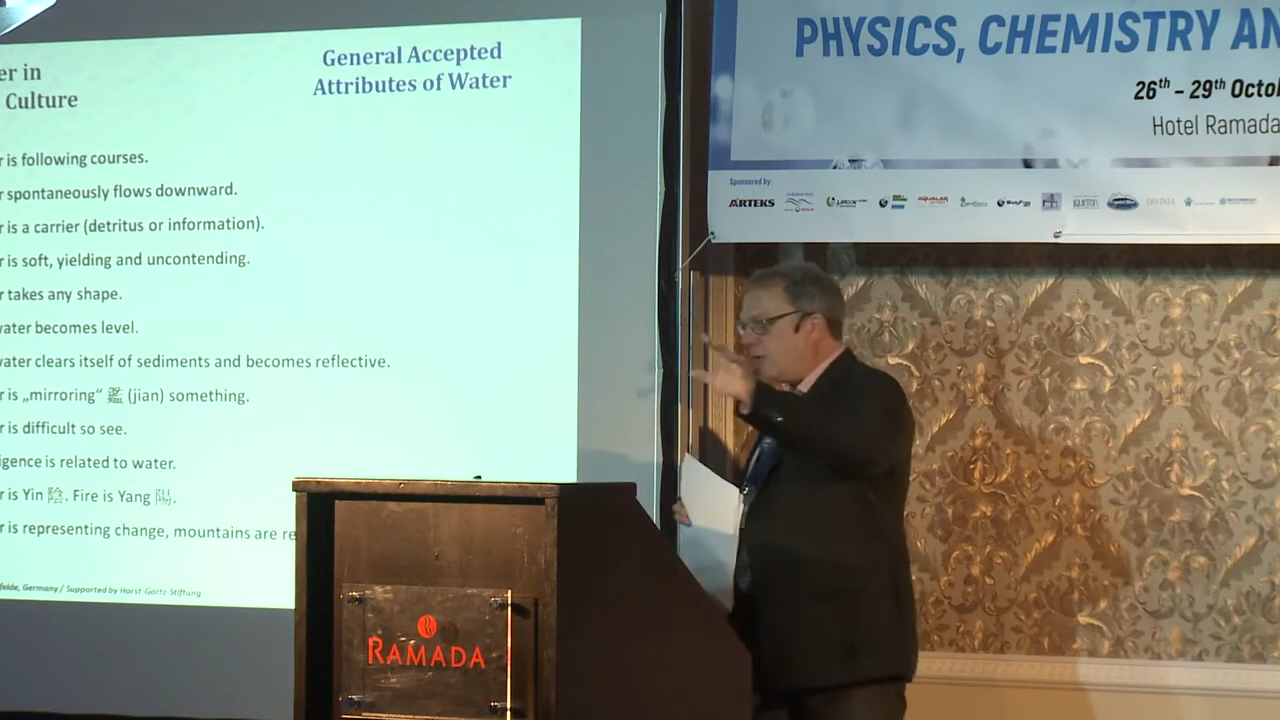 er in
Culture
General Accepted
Attributes of Water
r is following courses.
r spontaneously flows downward.
r is a carrier (detritus or information).
r is soft, yielding and uncontending.
r takes any shape.
water becomes level.
water clears itself of sediments and becomes reflective.
r is „mirroring“ 鑑 (jian) something.
r is difficult so see.
igence is related to water.
r is Yin 陰. Fire is Yang 陽.
r is representing change, mountains are re
felde, Germany / Supported by Horst-Görtz-Stiftung
PHYSICS, CHEMISTRY AN
26th – 29th Octo
Hotel Ramada
Sponsored by:
ARTEKS
AQUALAB
DIVINIA
RAMADA